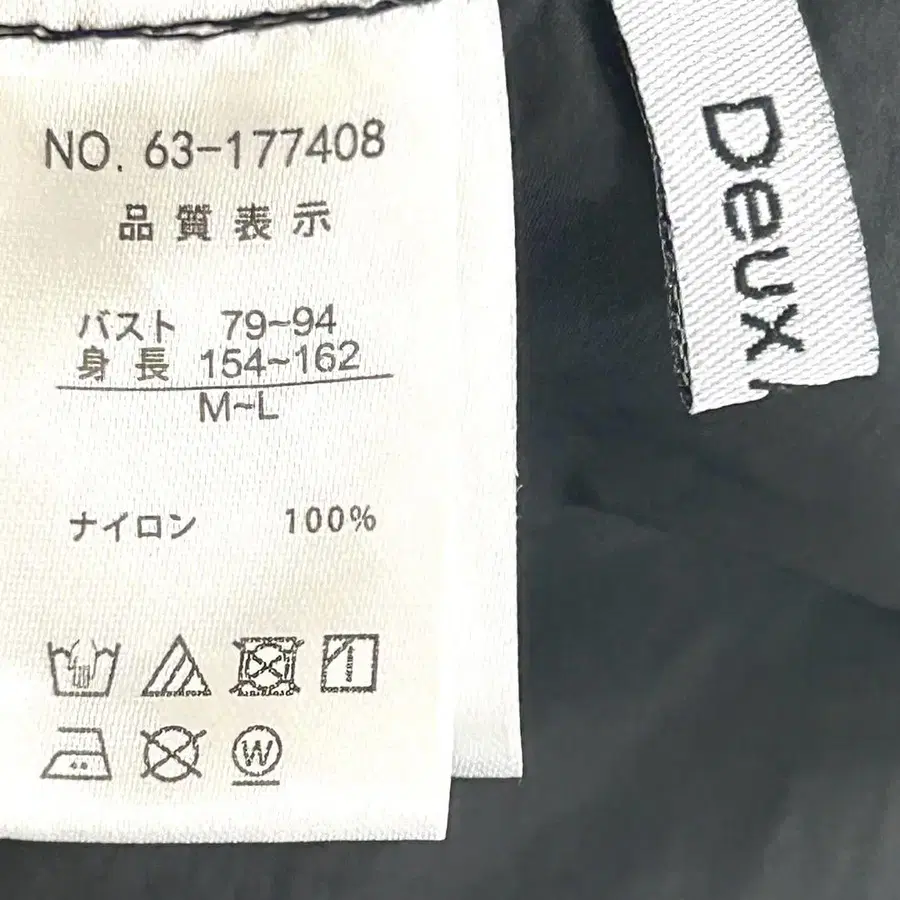 NO. 63-177408
品質表示
バスト 79~94
身長 154~162
M~L
ナイロン 100%
W
Deux